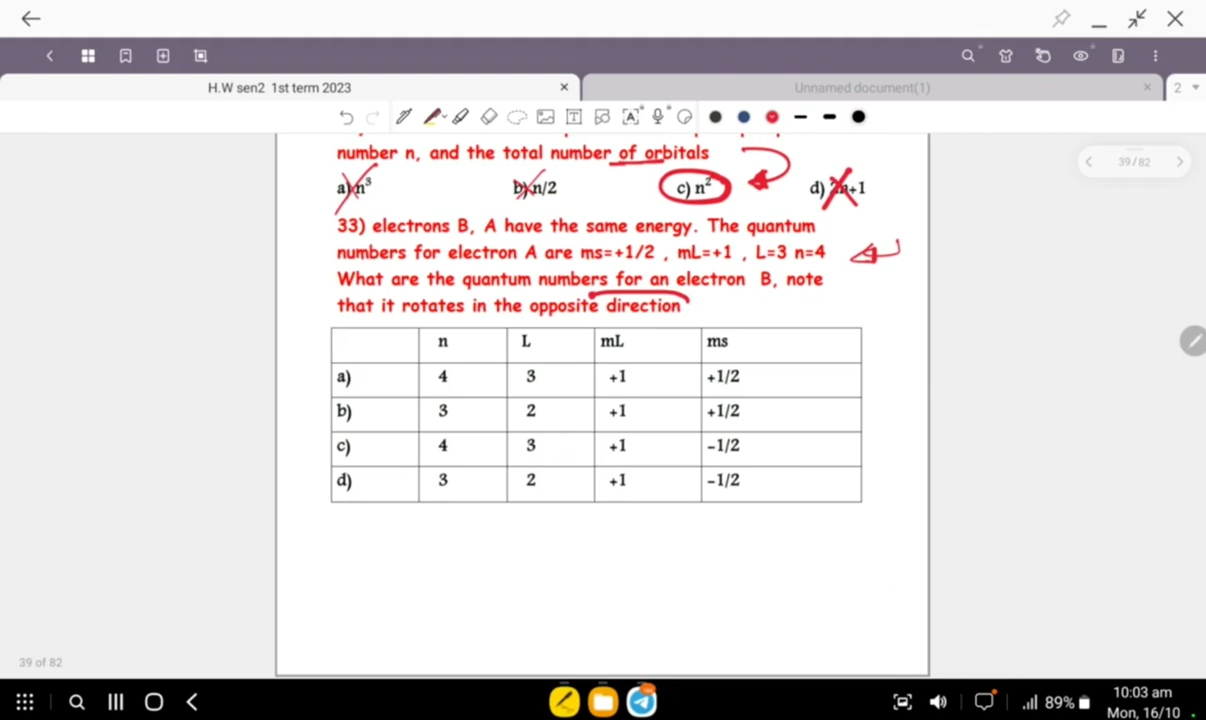 H.W sen2 1st term 2023
Unnamed document(1)
2
39/82
number n, and the total number of orbitals
a) n³ b) n/2 c) n² d) 2n+1
33) electrons B, A have the same energy. The quantum
numbers for electron A are ms=+1/2 , mL=+1 , L=3 n=4
What are the quantum numbers for an electron B, note
that it rotates in the opposite direction
n L mL ms
a) 4 3 +1 +1/2
b) 3 2 +1 +1/2
c) 4 3 +1 -1/2
d) 3 2 +1 -1/2
39 of 82
89%
10:03 am
Mon, 16/10